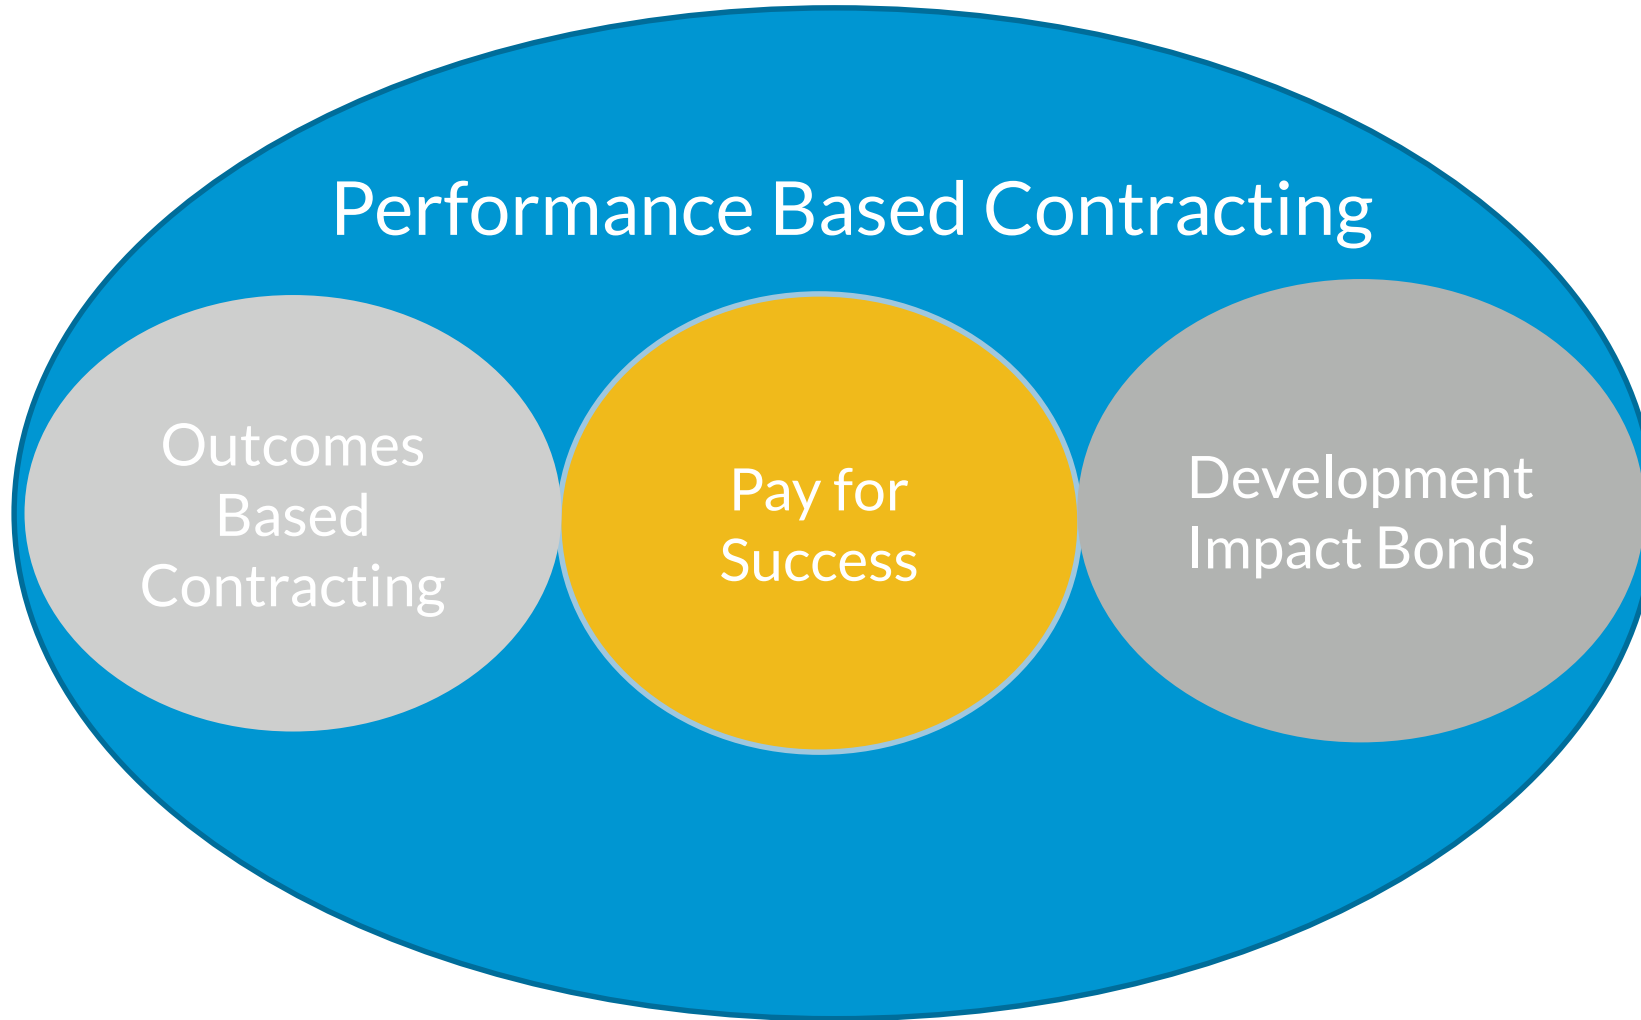 Performance Based Contracting
Outcomes
Based
Contracting
Pay for
Success
Development
Impact Bonds